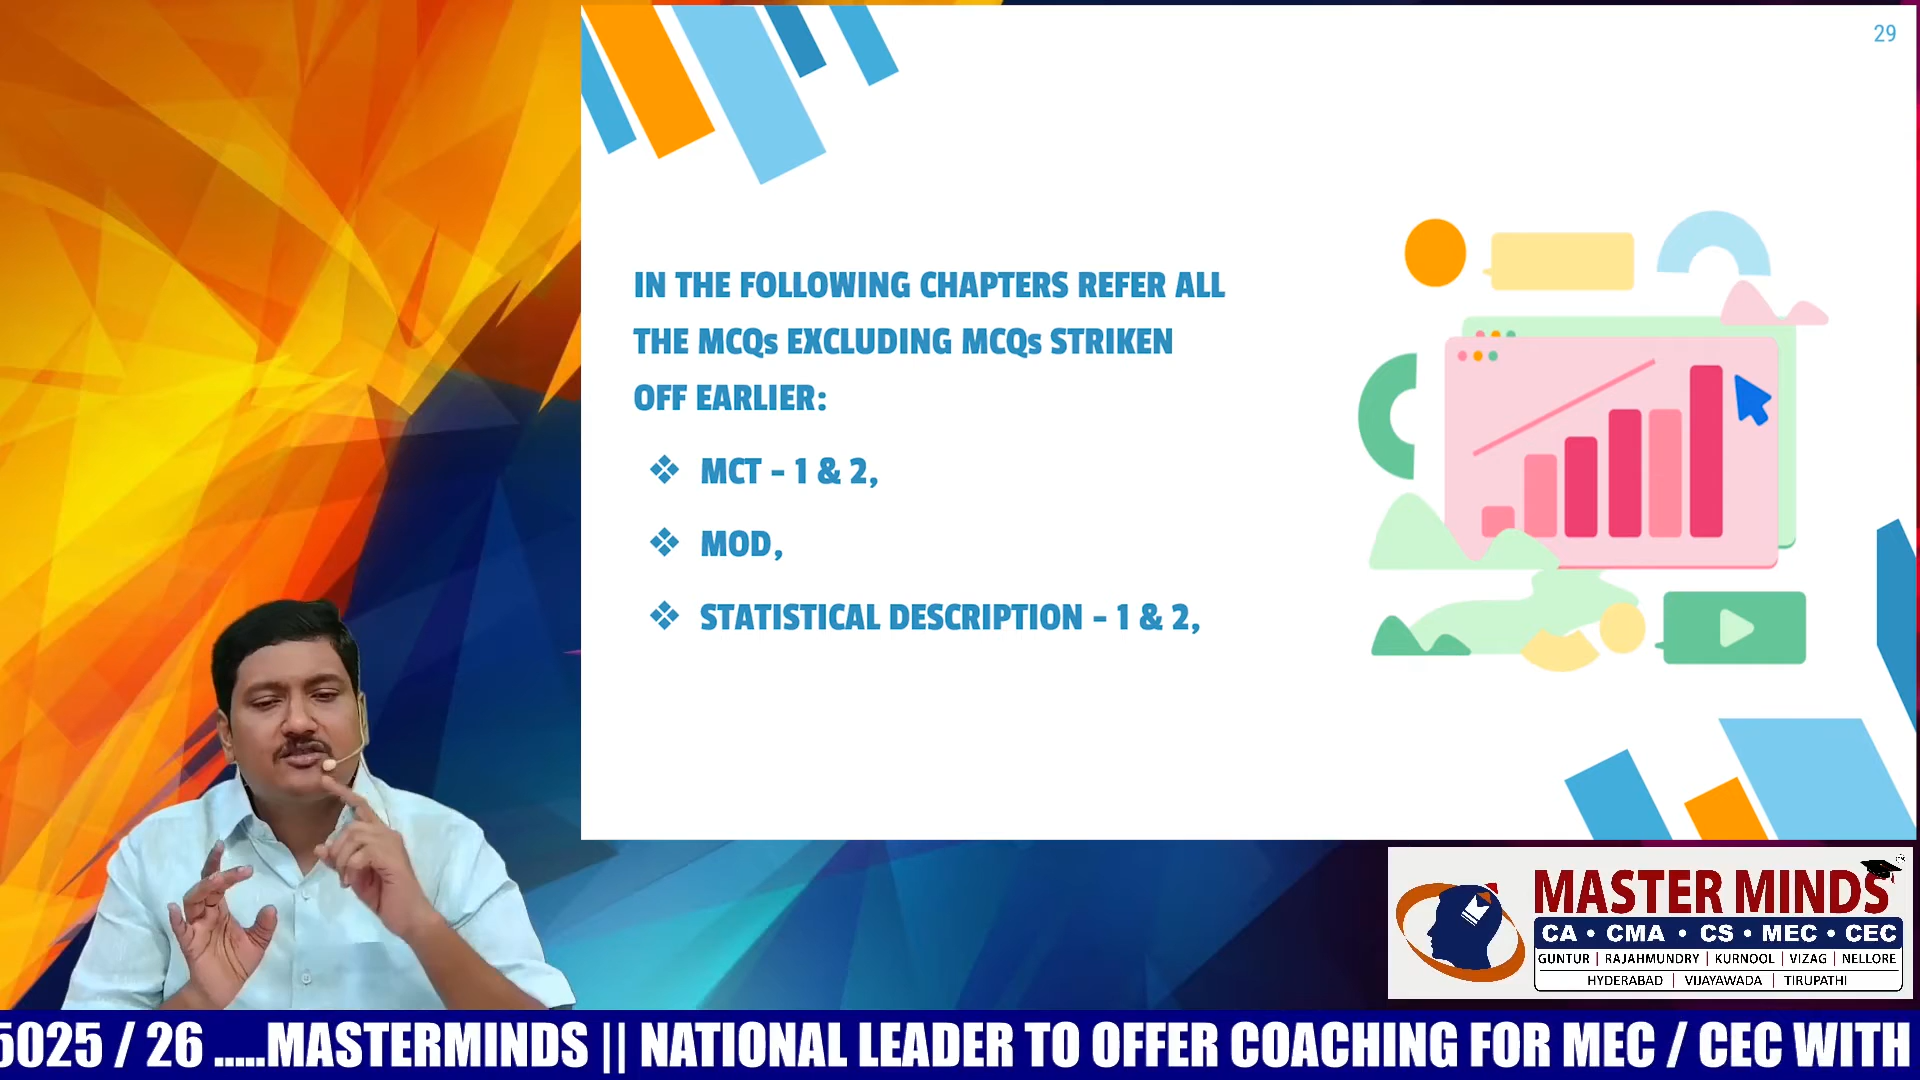 29
IN THE FOLLOWING CHAPTERS REFER ALL
THE MCQs EXCLUDING MCQs STRIKEN
OFF EARLIER:
❖ MCT – 1 & 2,
❖ MOD,
❖ STATISTICAL DESCRIPTION – 1 & 2,
MASTER MINDS
CA • CMA • CS • MEC • CEC
GUNTUR | RAJAHMUNDRY | KURNOOL | VIZAG | NELLORE
HYDERABAD | VIJAYAWADA | TIRUPATHI
5025 / 26 .....MASTERMINDS || NATIONAL LEADER TO OFFER COACHING FOR MEC / CEC WITH